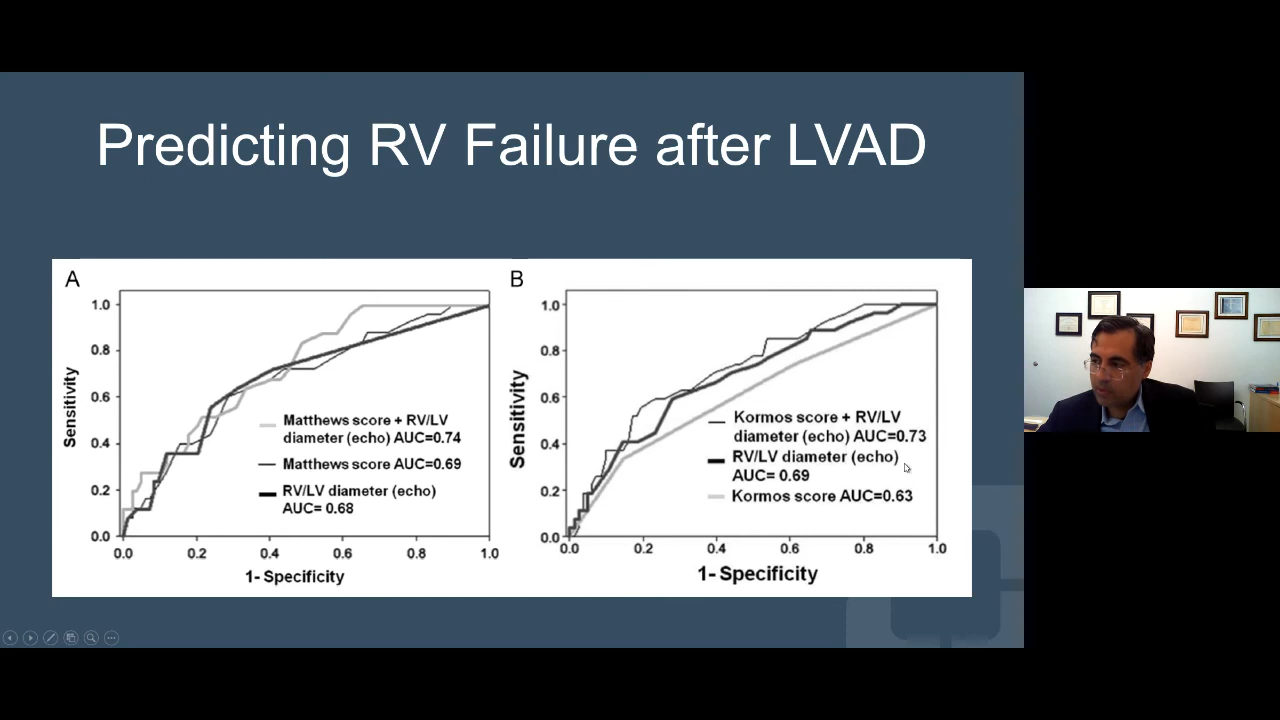 Predicting RV Failure after LVAD
A
1.0
0.8
0.6
0.4
0.2
0.0
Sensitivity
0.0 0.2 0.4 0.6 0.8 1.0
1- Specificity
Matthews score + RV/LV
diameter (echo) AUC=0.74
Matthews score AUC=0.69
RV/LV diameter (echo)
AUC= 0.68
B
1.0
0.8
0.6
0.4
0.2
0.0
Sensitivity
0.0 0.2 0.4 0.6 0.8 1.0
1- Specificity
Kormos score + RV/LV
diameter (echo) AUC=0.73
RV/LV diameter (echo)
AUC= 0.69
Kormos score AUC=0.63